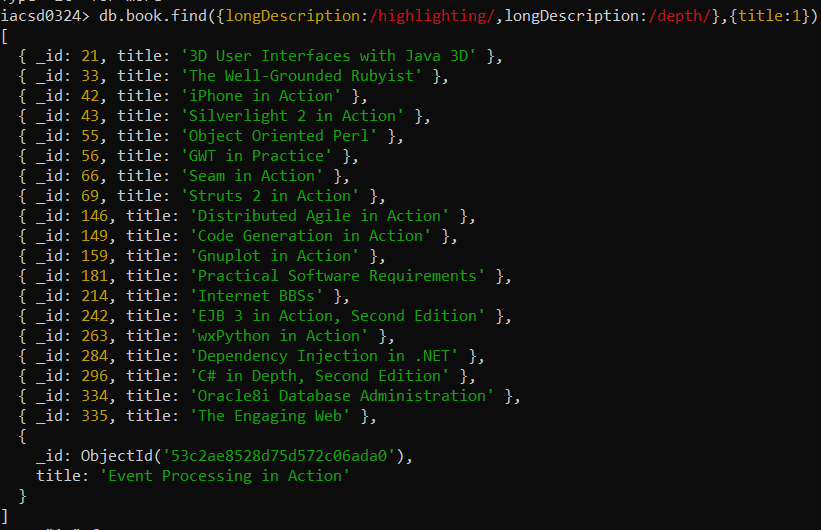 iacsd0324> db.book.find({longDescription:/highlighting/,longDescription:/depth/},{title:1})
[
  { _id: 21, title: '3D User Interfaces with Java 3D' },
  { _id: 33, title: 'The Well-Grounded Rubyist' },
  { _id: 42, title: 'iPhone in Action' },
  { _id: 43, title: 'Silverlight 2 in Action' },
  { _id: 55, title: 'Object Oriented Perl' },
  { _id: 56, title: 'GWT in Practice' },
  { _id: 66, title: 'Seam in Action' },
  { _id: 69, title: 'Struts 2 in Action' },
  { _id: 146, title: 'Distributed Agile in Action' },
  { _id: 149, title: 'Code Generation in Action' },
  { _id: 159, title: 'Gnuplot in Action' },
  { _id: 181, title: 'Practical Software Requirements' },
  { _id: 214, title: 'Internet BBSs' },
  { _id: 242, title: 'EJB 3 in Action, Second Edition' },
  { _id: 263, title: 'wxPython in Action' },
  { _id: 284, title: 'Dependency Injection in .NET' },
  { _id: 296, title: 'C# in Depth, Second Edition' },
  { _id: 334, title: 'Oracle8i Database Administration' },
  { _id: 335, title: 'The Engaging Web' },
  {
    _id: ObjectId('53c2ae8528d75d572c06ada0'),
    title: 'Event Processing in Action'
  }
]